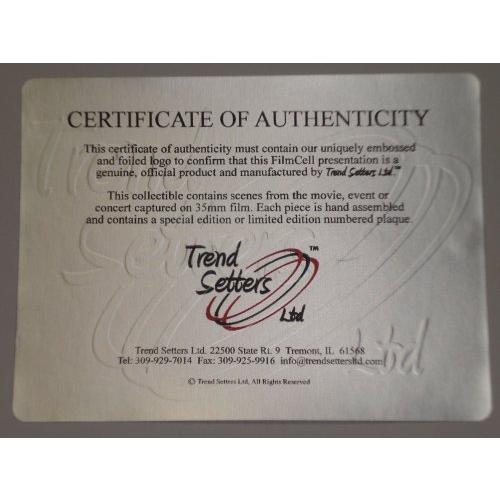 CERTIFICATE OF AUTHENTICITY
This certificate of authenticity must contain our uniquely embossed
and foiled logo to confirm that this FilmCell presentation is a
genuine, official product and manufactured by Trend Setters Ltd.™
This collectible contains scenes from the movie, event or
concert captured on 35mm film. Each piece is hand assembled
and contains a special edition or limited edition numbered plaque.
Trend ™
Setters
Ltd
Trend Setters Ltd. 22500 State Rt. 9 Tremont, IL 61568
Tel: 309-929-7014 Fax: 309-925-9916 info@trendsettersltd.com
© Trend Setters Ltd, All Rights Reserved
Trend
Setters
Ltd